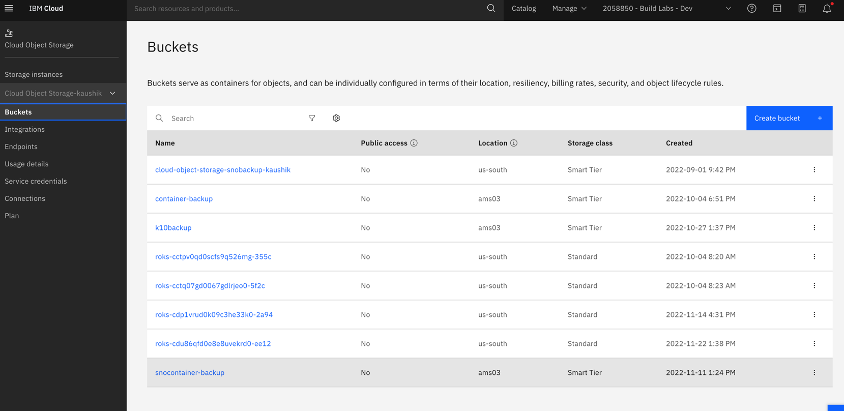 IBM Cloud
Search resources and products...
Catalog
Manage
2058850 - Build Labs - Dev
Cloud Object Storage
Storage instances
Cloud Object Storage-kaushik
Buckets
Integrations
Endpoints
Usage details
Service credentials
Connections
Plan
Buckets
Buckets serve as containers for objects, and can be individually configured in terms of their location, resiliency, billing rates, security, and object lifecycle rules.
Search
Create bucket +
Name Public access Location Storage class Created
cloud-object-storage-snobackup-kaushik No us-south Smart Tier 2022-09-01 9:42 PM
container-backup No ams03 Smart Tier 2022-10-04 6:51 PM
k10backup No ams03 Smart Tier 2022-10-27 1:37 PM
roks-cctpv0qd0scfs9q526mg-355c No us-south Standard 2022-10-04 8:20 AM
roks-cctq07gd0067gdlrjeo0-5f2c No us-south Standard 2022-10-04 8:23 AM
roks-cdp1vrud0k09c3he33k0-2a94 No us-south Standard 2022-11-14 4:31 PM
roks-cdu86qfd0e8e8uvekrd0-ee12 No us-south Standard 2022-11-22 1:38 PM
snocontainer-backup No ams03 Smart Tier 2022-11-11 1:24 PM